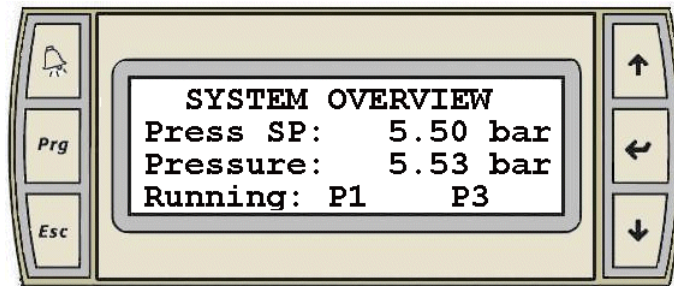 SYSTEM OVERVIEW
Press SP: 5.50 bar
Pressure: 5.53 bar
Running: P1 P3
Prg
Esc